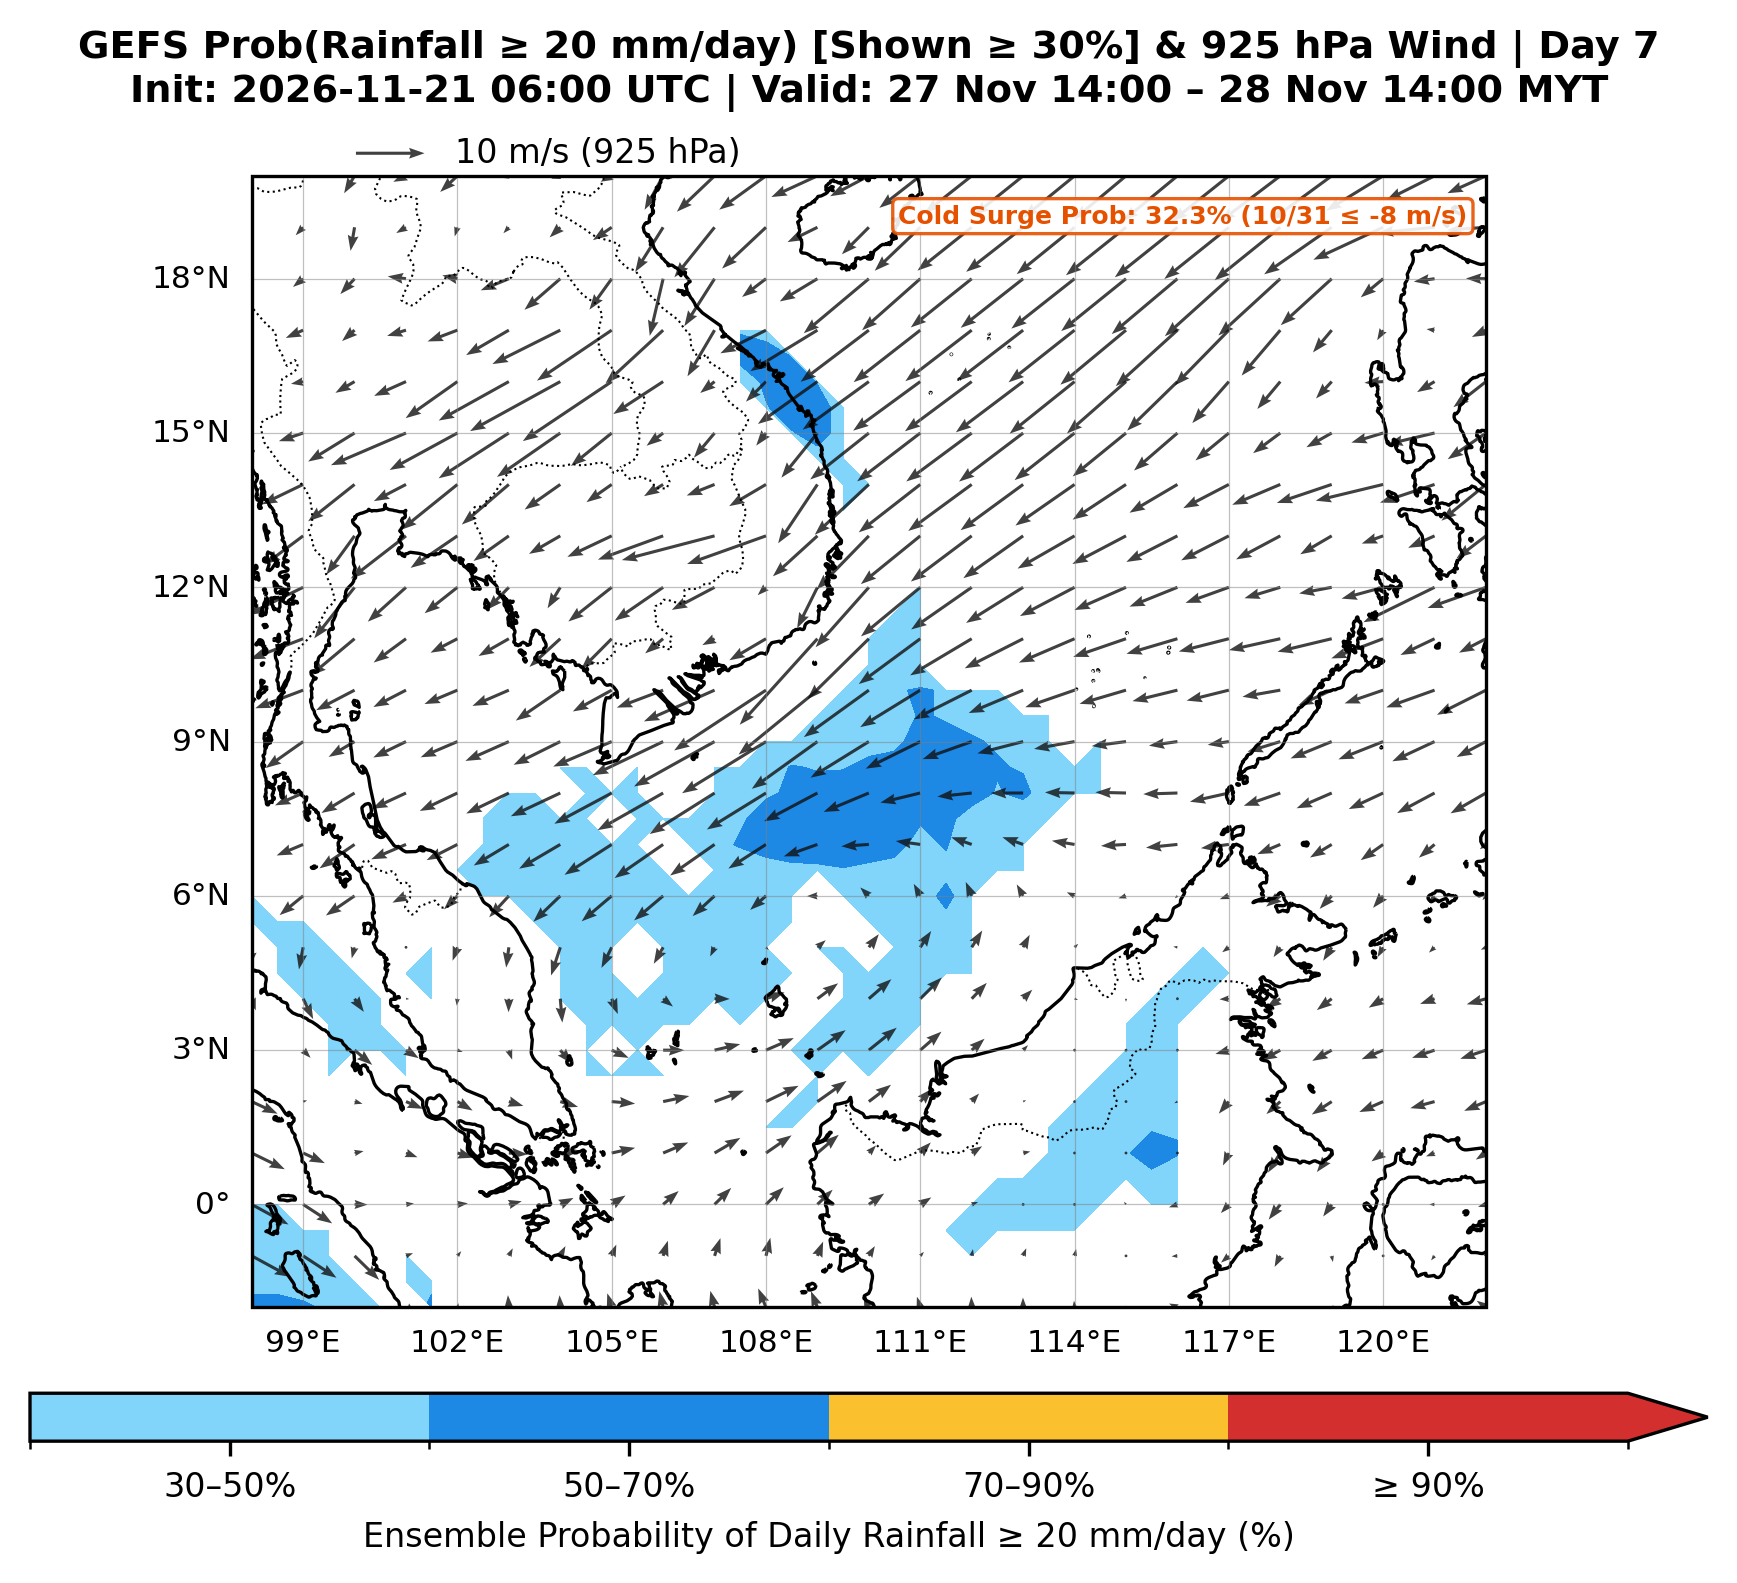 GEFS Prob(Rainfall ≥ 20 mm/day) [Shown ≥ 30%] & 925 hPa Wind | Day 7
Init: 2026-11-21 06:00 UTC | Valid: 27 Nov 14:00 – 28 Nov 14:00 MYT
10 m/s (925 hPa)
Cold Surge Prob: 32.3% (10/31 ≤ -8 m/s)
18°N
15°N
12°N
9°N
6°N
3°N
0°
99°E 102°E 105°E 108°E 111°E 114°E 117°E 120°E
30–50% 50–70% 70–90% ≥ 90%
Ensemble Probability of Daily Rainfall ≥ 20 mm/day (%)